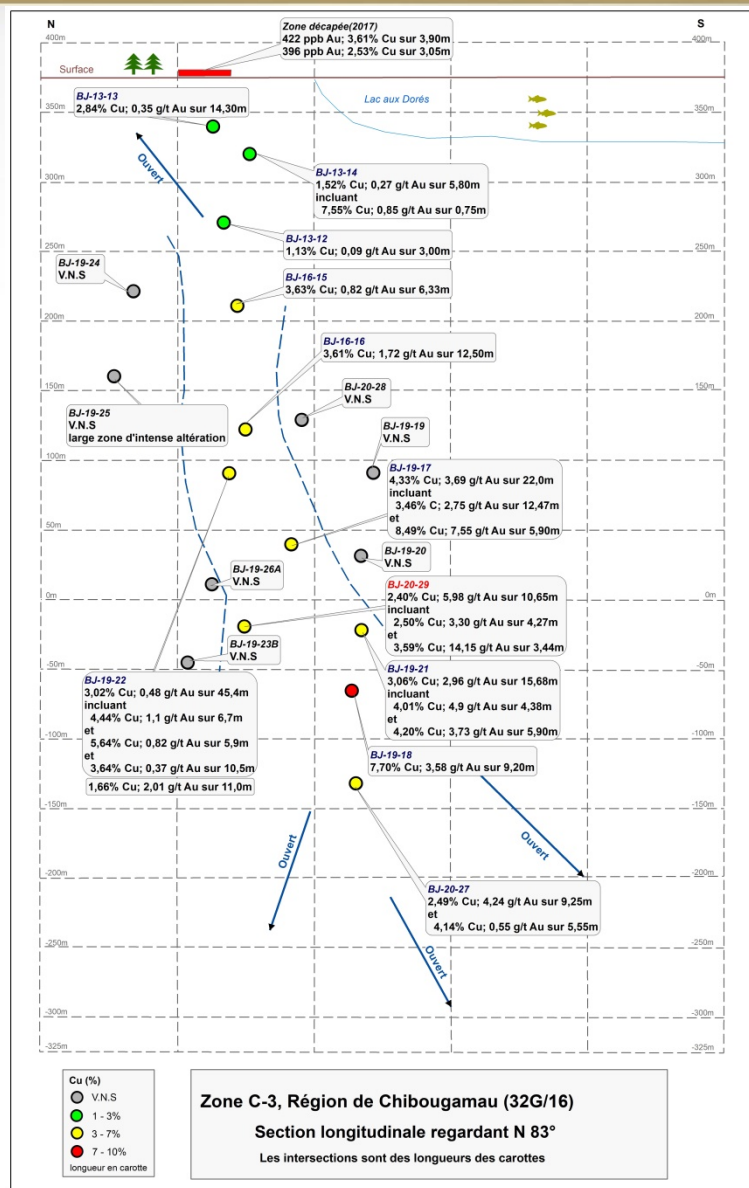 N
S
Zone décapée(2017)
422 ppb Au; 3,61% Cu sur 3,90m
396 ppb Au; 2,53% Cu sur 3,05m
400m
400m
Surface
350m
350m
Lac aux Dorés
BJ-13-13
2,84% Cu; 0,35 g/t Au sur 14,30m
Ouvert
BJ-13-14
1,52% Cu; 0,27 g/t Au sur 5,80m
incluant
7,55% Cu; 0,85 g/t Au sur 0,75m
300m
300m
BJ-13-12
1,13% Cu; 0,09 g/t Au sur 3,00m
250m
250m
BJ-19-24
V.N.S
BJ-16-15
3,63% Cu; 0,82 g/t Au sur 6,33m
200m
200m
BJ-16-16
3,61% Cu; 1,72 g/t Au sur 12,50m
150m
150m
BJ-20-28
V.N.S
BJ-19-25
V.N.S
large zone d'intense altération
BJ-19-19
V.N.S
100m
100m
BJ-19-17
4,33% Cu; 3,69 g/t Au sur 22,0m
incluant
3,46% C; 2,75 g/t Au sur 12,47m
et
8,49% Cu; 7,55 g/t Au sur 5,90m
50m
50m
BJ-19-20
V.N.S
BJ-19-26A
V.N.S
0m
0m
BJ-20-29
2,40% Cu; 5,98 g/t Au sur 10,65m
incluant
2,50% Cu; 3,30 g/t Au sur 4,27m
et
3,59% Cu; 14,15 g/t Au sur 3,44m
BJ-19-23B
V.N.S
-50m
-50m
BJ-19-22
3,02% Cu; 0,48 g/t Au sur 45,4m
incluant
4,44% Cu; 1,1 g/t Au sur 6,7m
et
5,64% Cu; 0,82 g/t Au sur 5,9m
et
3,64% Cu; 0,37 g/t Au sur 10,5m
1,66% Cu; 2,01 g/t Au sur 11,0m
BJ-19-21
3,06% Cu; 2,96 g/t Au sur 15,68m
incluant
4,01% Cu; 4,9 g/t Au sur 4,38m
et
4,20% Cu; 3,73 g/t Au sur 5,90m
-100m
-100m
BJ-19-18
7,70% Cu; 3,58 g/t Au sur 9,20m
-150m
-150m
Ouvert
Ouvert
-200m
-200m
BJ-20-27
2,49% Cu; 4,24 g/t Au sur 9,25m
et
4,14% Cu; 0,55 g/t Au sur 5,55m
-250m
-250m
Ouvert
-300m
-300m
-325m
-325m
Cu (%)
V.N.S
1 - 3%
3 - 7%
7 - 10%
longueur en carotte
Zone C-3, Région de Chibougamau (32G/16)
Section longitudinale regardant N 83°
Les intersections sont des longueurs des carottes